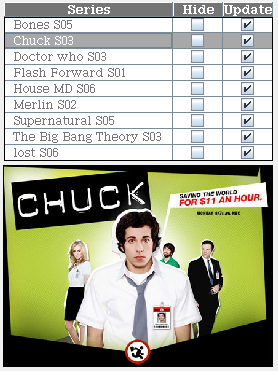 Series Hide Update
Bones S05
Chuck S03
Doctor who S03
Flash Forward S01
House MD S06
Merlin S02
Supernatural S05
The Big Bang Theory S03
lost S06
CHUCK
SAVING THE WORLD
FOR $11 AN HOUR.